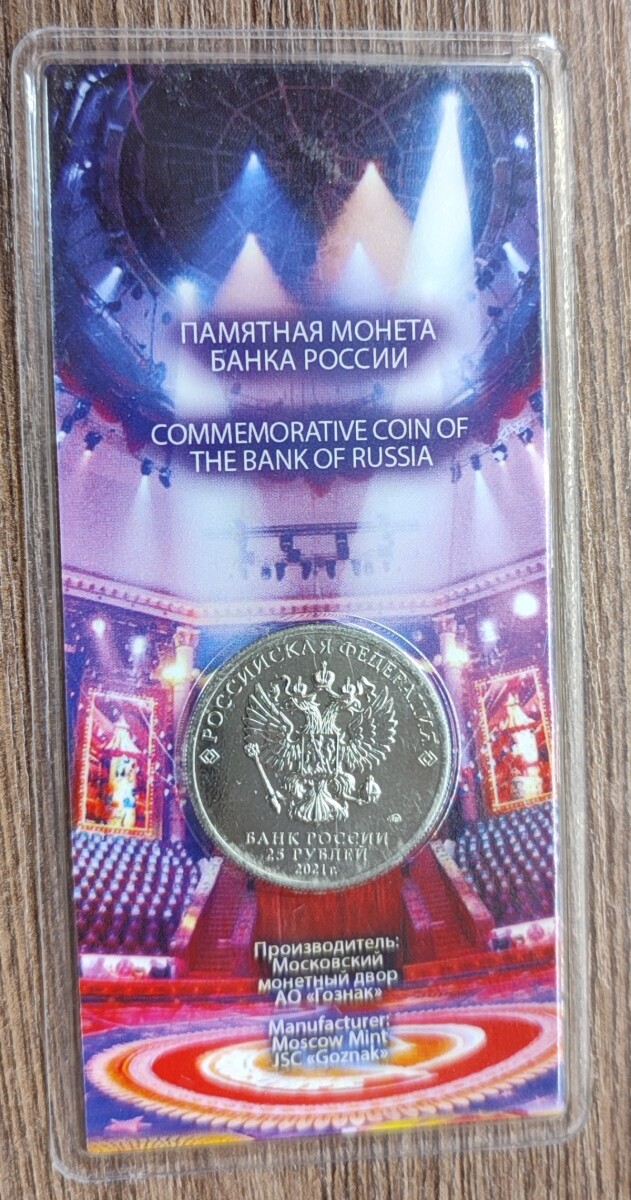 ПАМЯТНАЯ МОНЕТА
БАНКА РОССИИ
COMMEMORATIVE COIN OF
THE BANK OF RUSSIA
РОССИЙСКАЯ ФЕДЕРАЦИЯ
БАНК РОССИИ
25 РУБЛЕЙ
2021 г.
Производитель:
Московский
монетный двор
АО «Гознак»
Manufacturer:
Moscow Mint
JSC «Goznak»